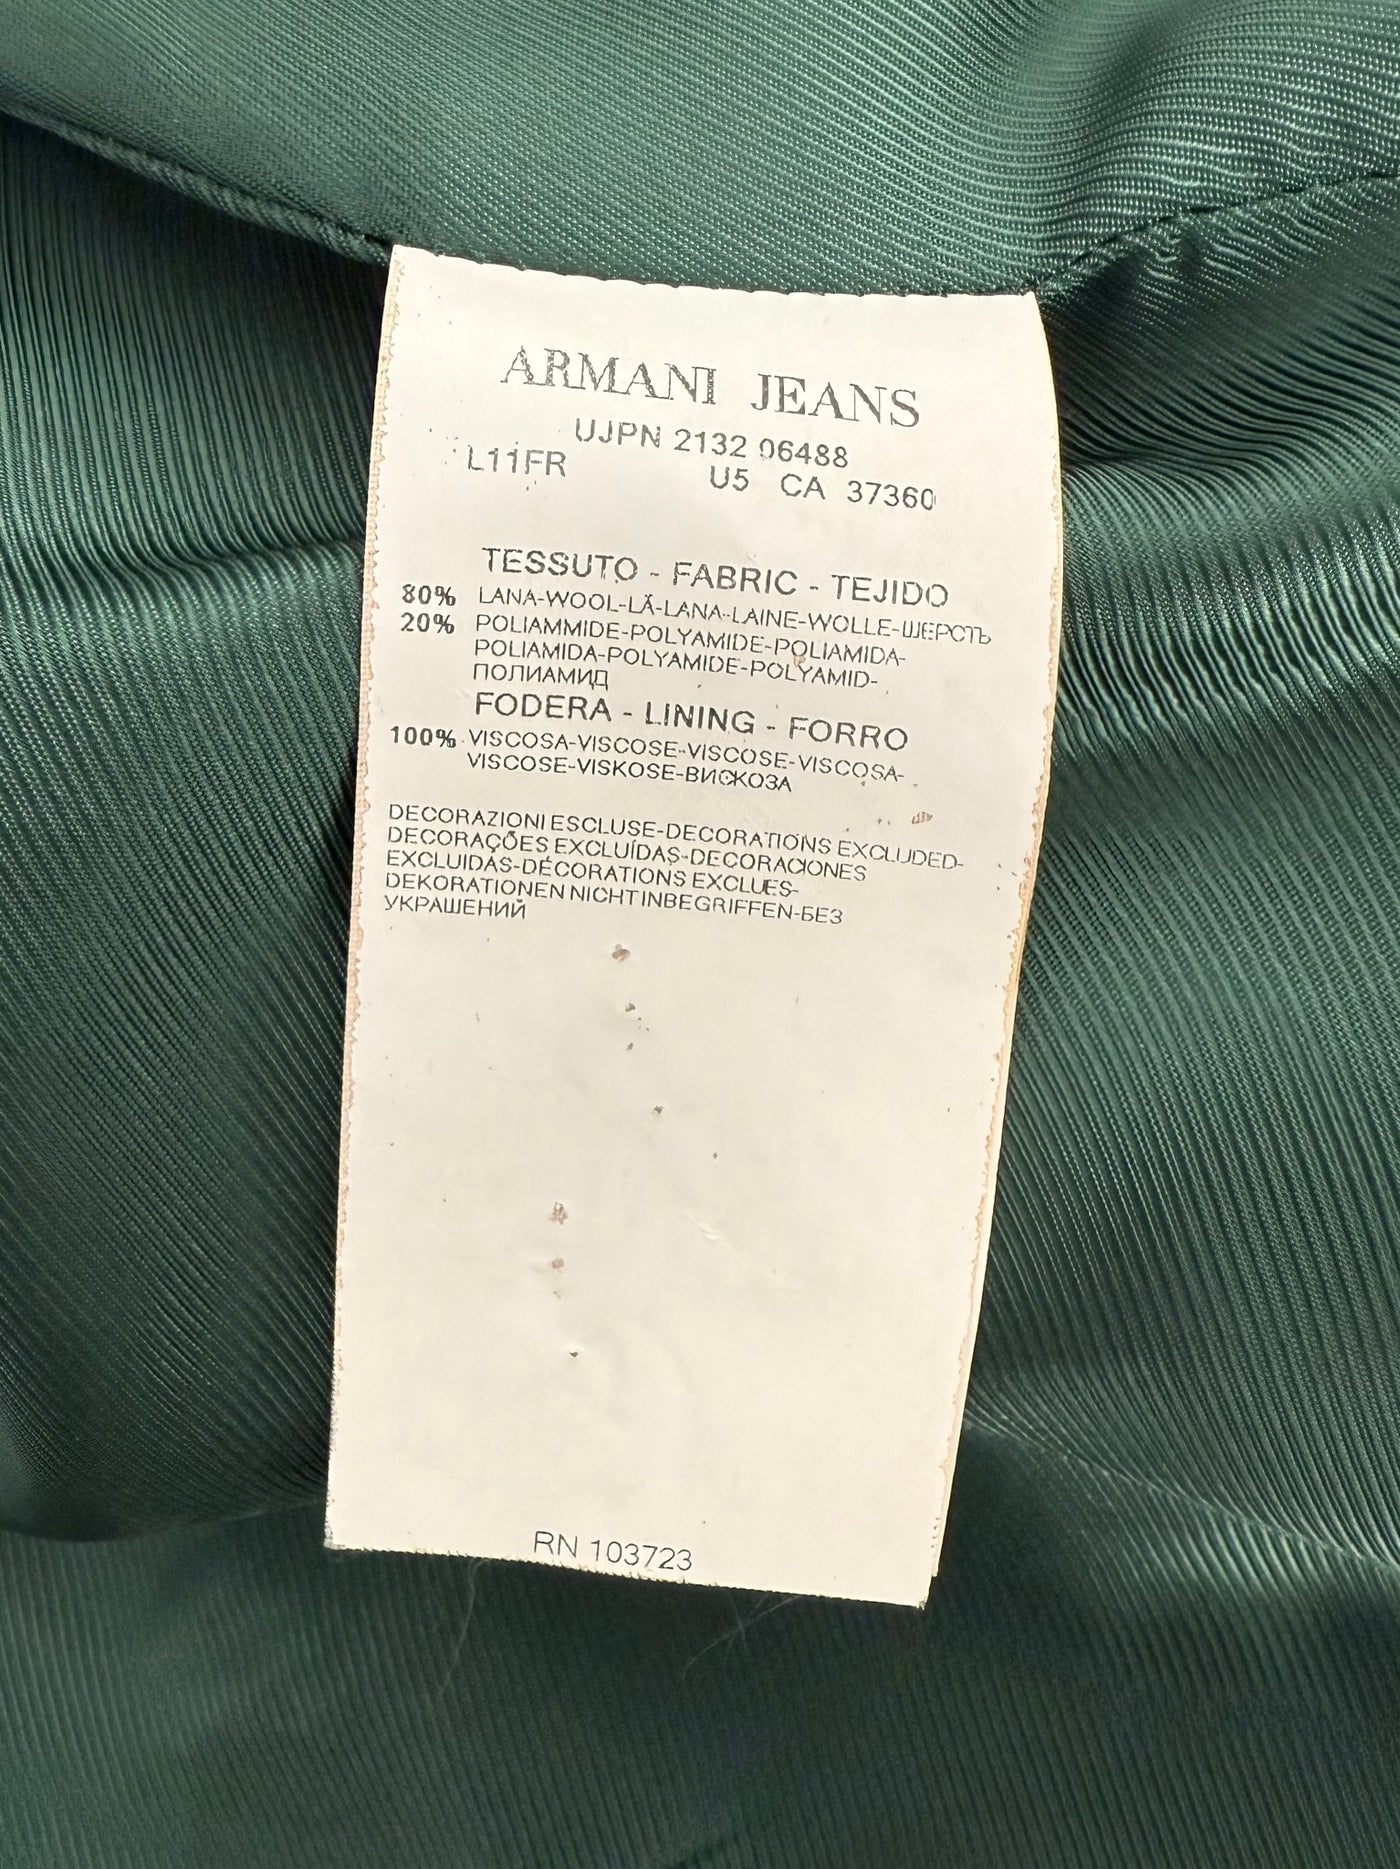 ARMANI JEANS
UJPN 2132 06488
L11FR U5 CA 37360
TESSUTO - FABRIC - TEJIDO
80% LANA-WOOL-LÃ-LANA-LAINE-WOLLE-ШЕРСТЬ
20% POLIAMMIDE-POLYAMIDE-POLIAMIDA-
POLIAMIDA-POLYAMIDE-POLYAMID-
ПОЛИАМИД
FODERA - LINING - FORRO
100% VISCOSA-VISCOSE-VISCOSE-VISCOSA-
VISCOSE-VISKOSE-ВИСКОЗА
DECORAZIONI ESCLUSE-DECORATIONS EXCLUDED-
DECORAÇÕES EXCLUÍDAS-DECORACIONES
EXCLUIDAS-DÉCORATIONS EXCLUES-
DEKORATIONEN NICHT INBEGRIFFEN-БЕЗ
УКРАШЕНИЙ
RN 103723